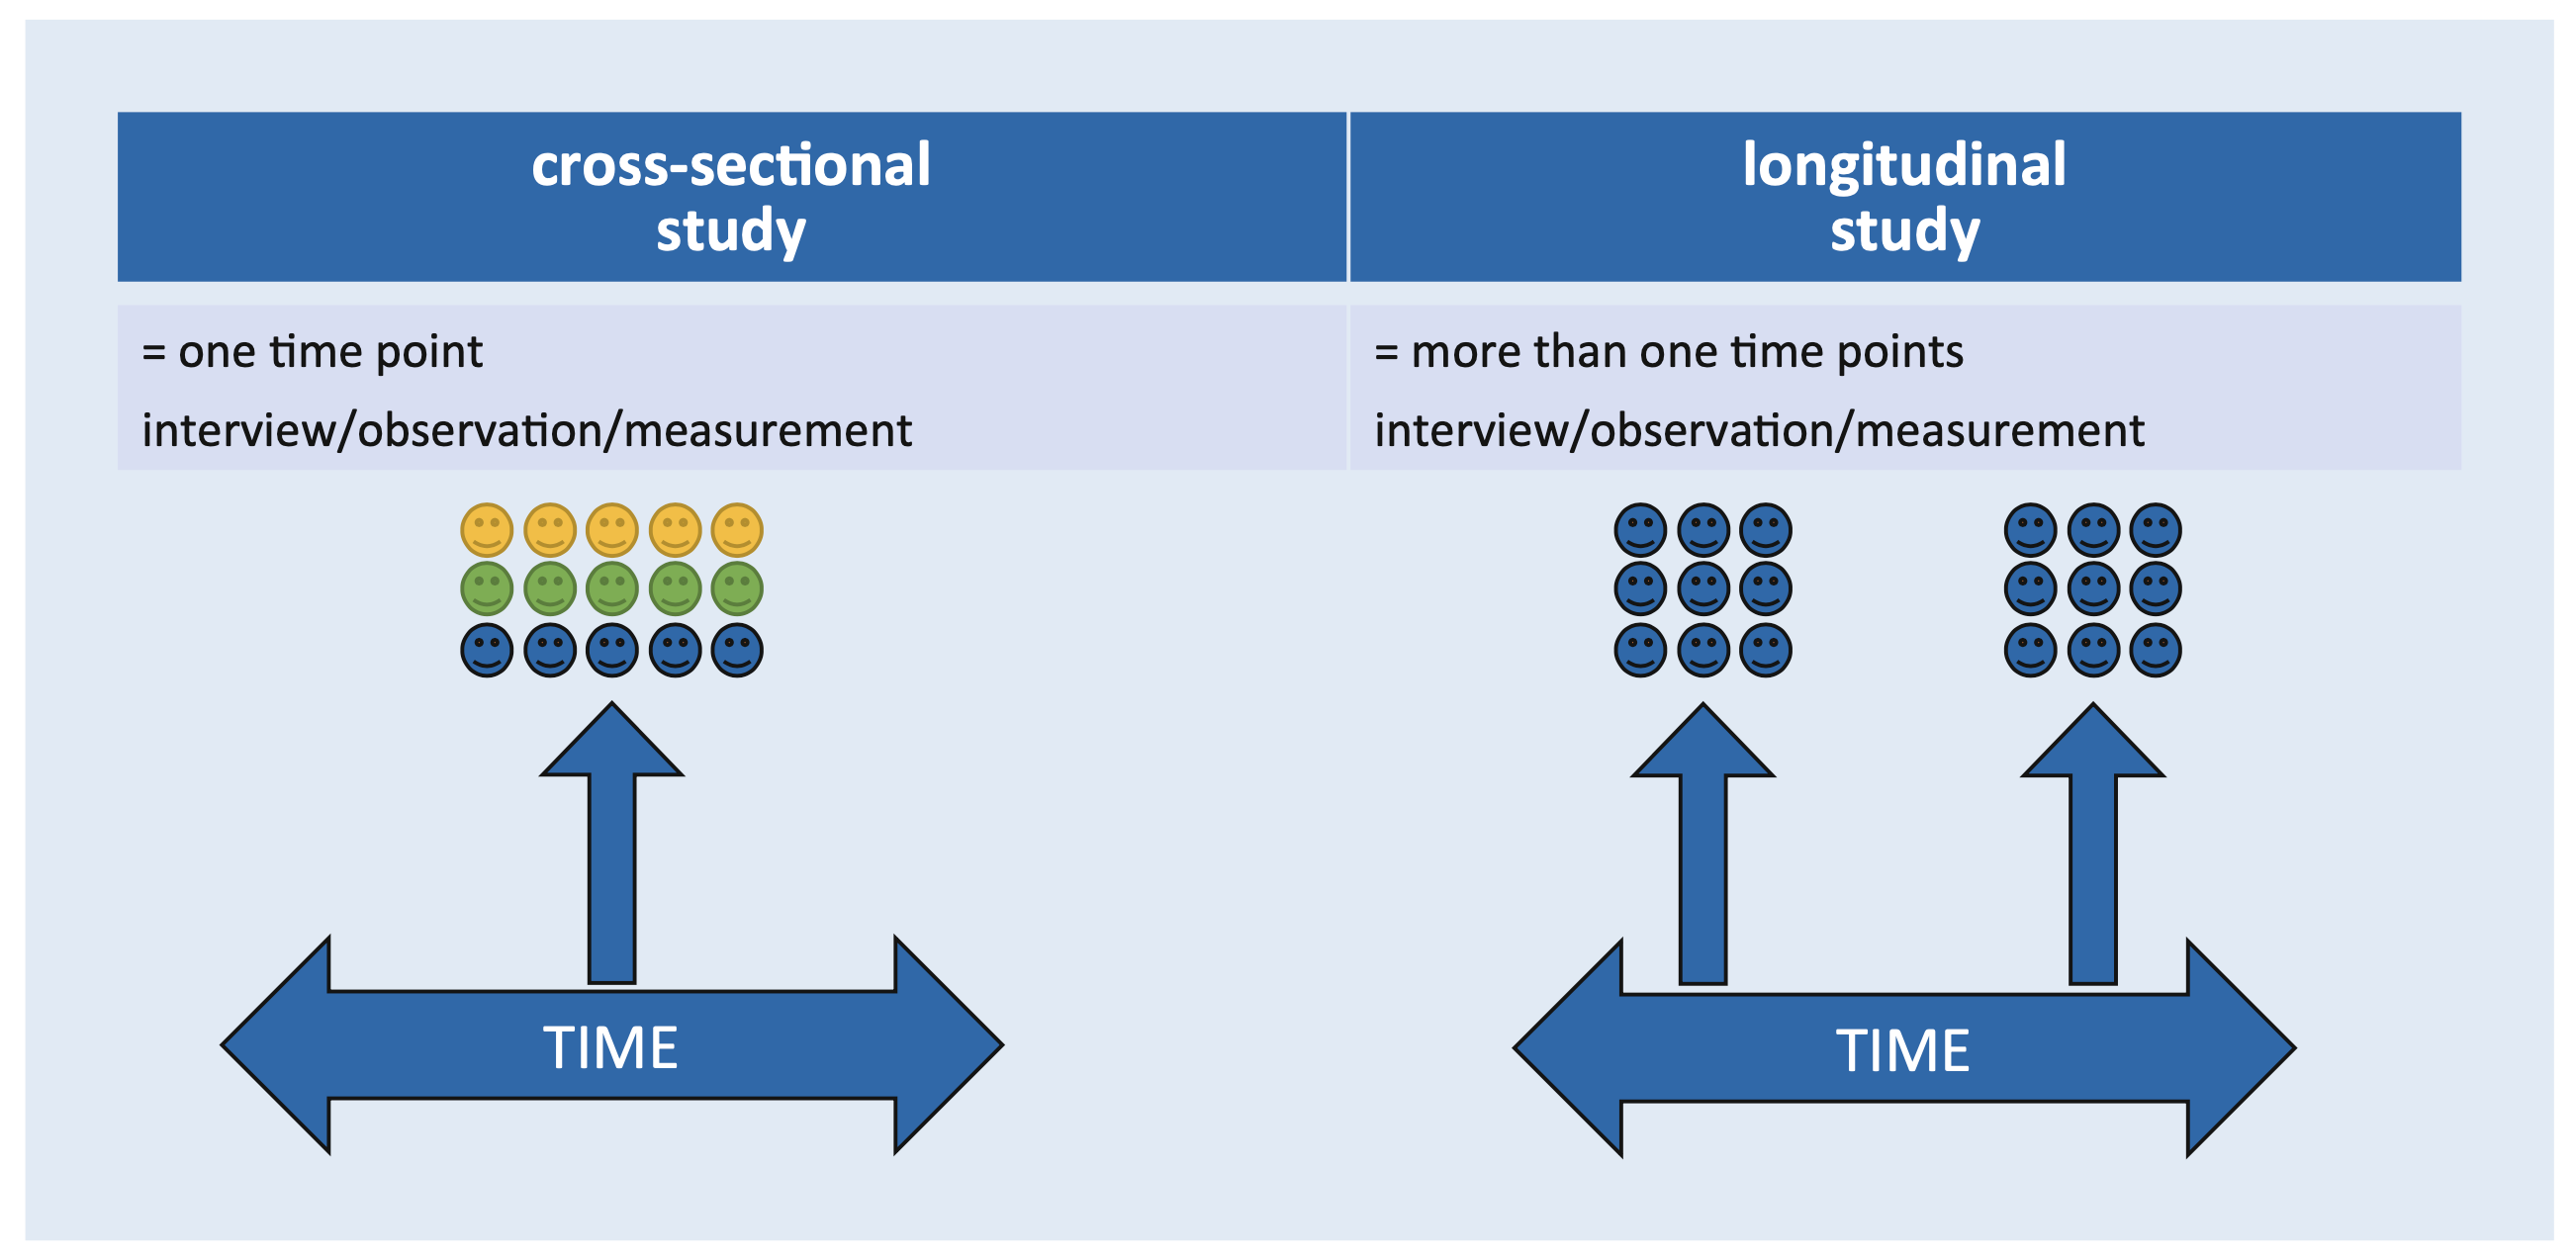 cross-sectional
study
longitudinal
study
= one time point
interview/observation/measurement
= more than one time points
interview/observation/measurement
TIME
TIME